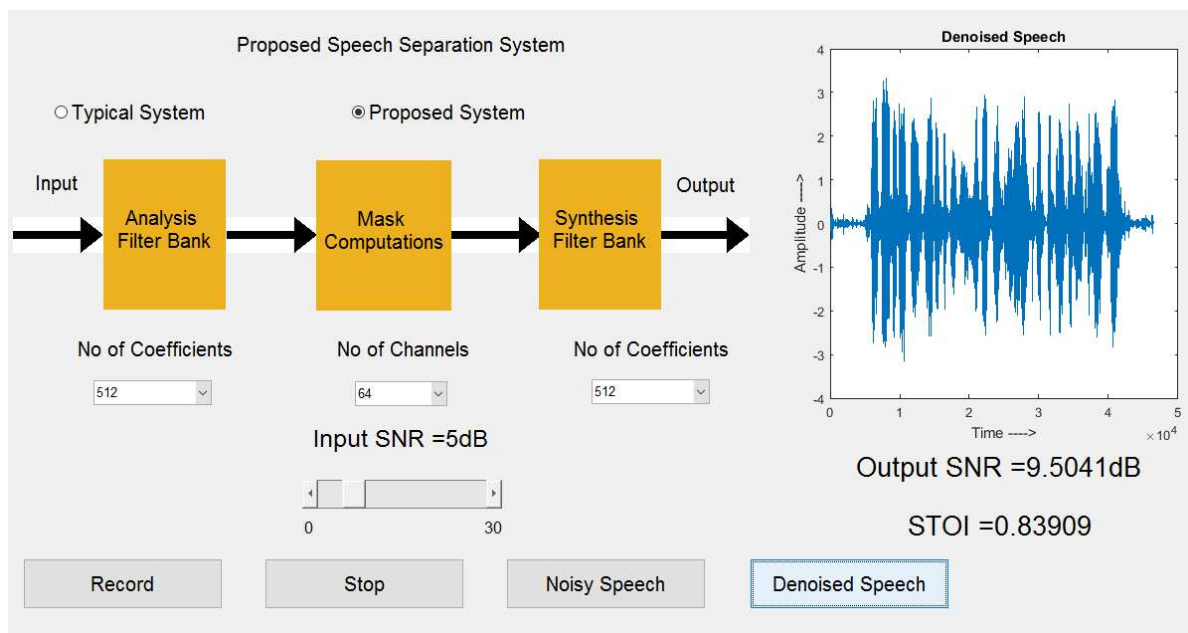 Proposed Speech Separation System
Typical System
Proposed System
Input
Analysis
Filter Bank
Mask
Computations
Synthesis
Filter Bank
Output
No of Coefficients
No of Channels
No of Coefficients
512
64
512
Input SNR =5dB
0
30
Denoised Speech
Amplitude ---->
4
3
2
1
0
-1
-2
-3
-4
0
1
2
3
4
5
Time ---->
×10^4
Output SNR =9.5041dB
STOI =0.83909
Record
Stop
Noisy Speech
Denoised Speech